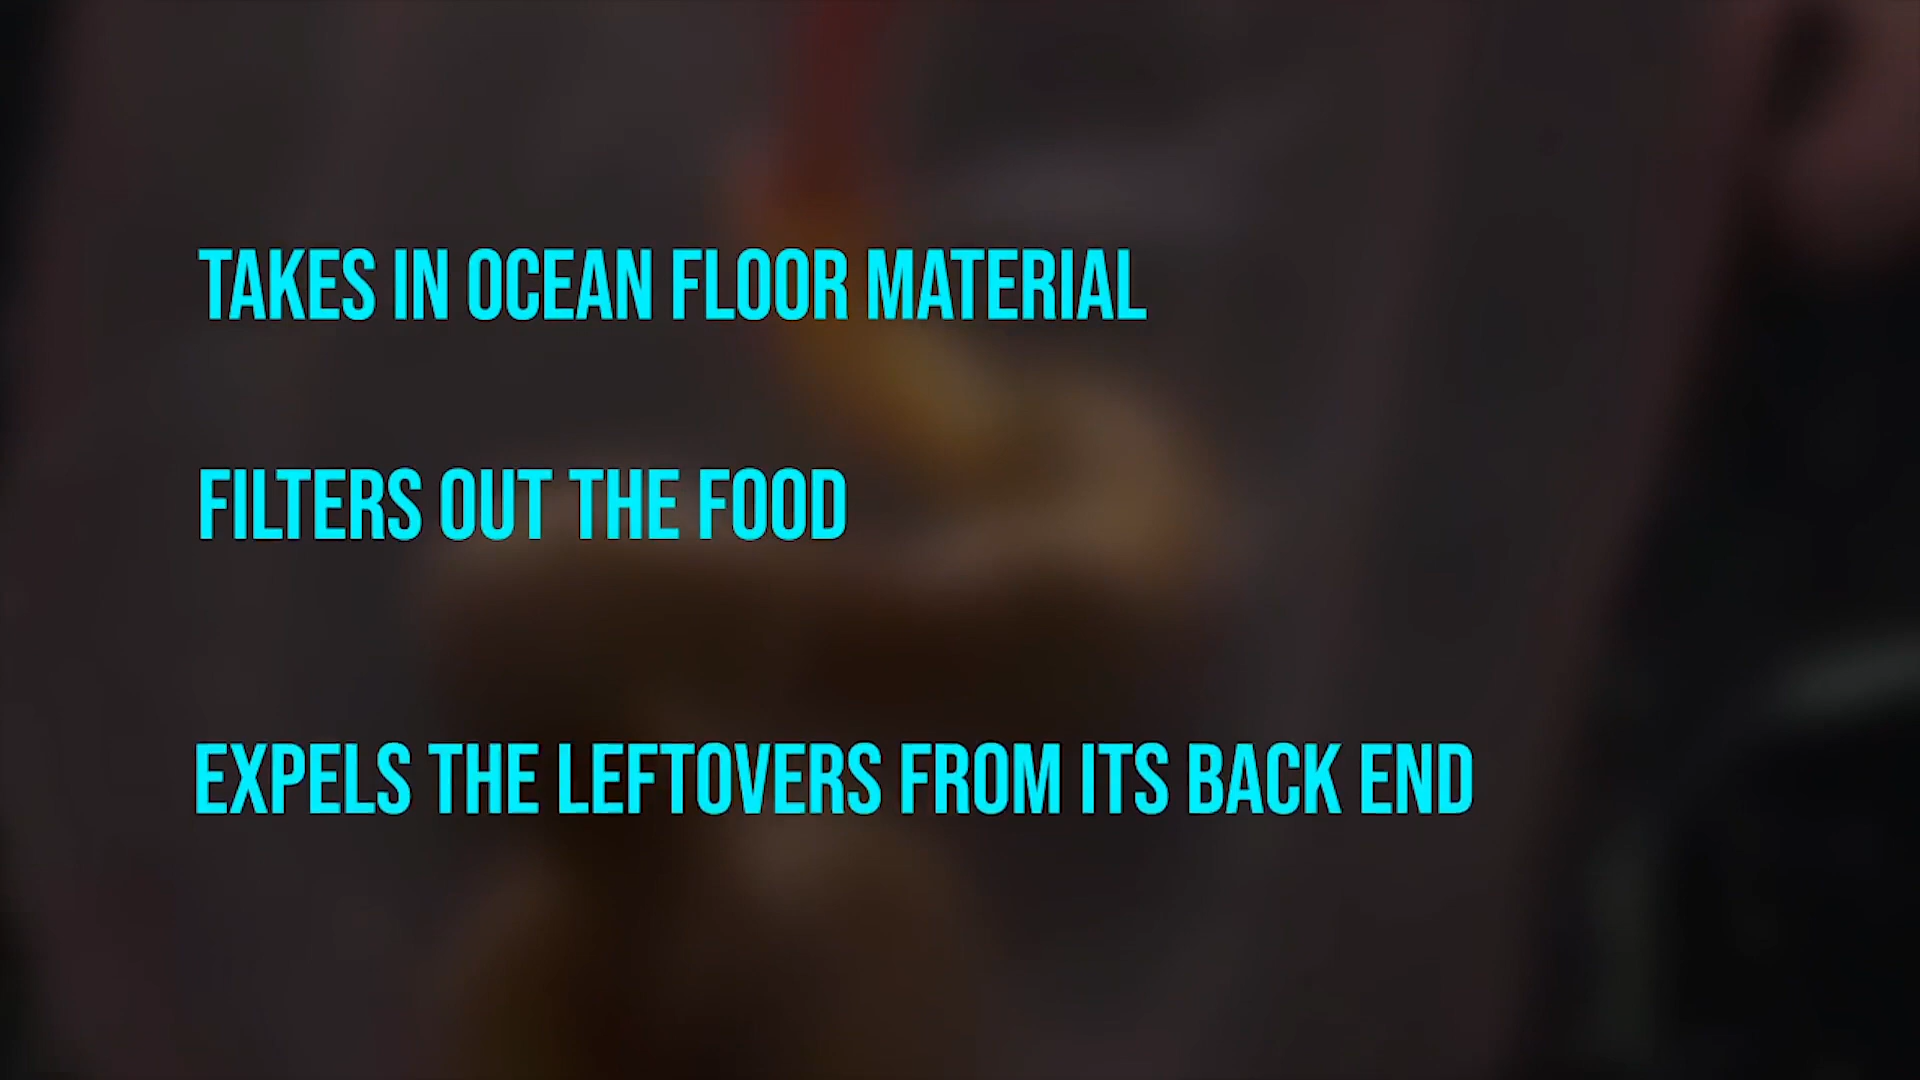 TAKES IN OCEAN FLOOR MATERIAL
FILTERS OUT THE FOOD
EXPELS THE LEFTOVERS FROM ITS BACK END